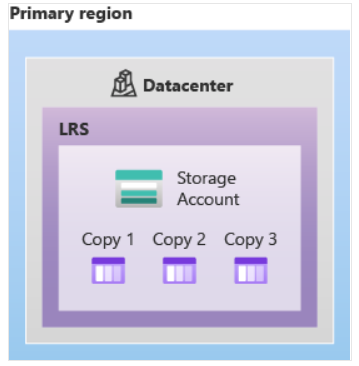 Primary region
Datacenter
LRS
Storage
Account
Copy 1 Copy 2 Copy 3